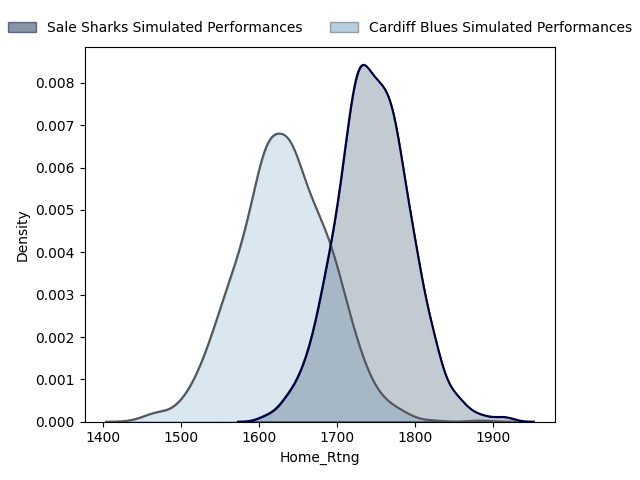 Sale Sharks Simulated Performances Cardiff Blues Simulated Performances
0.008
0.007
0.006
0.005
0.004
0.003
0.002
0.001
0.000
Density
1400 1500 1600 1700 1800 1900
Home_Rtng